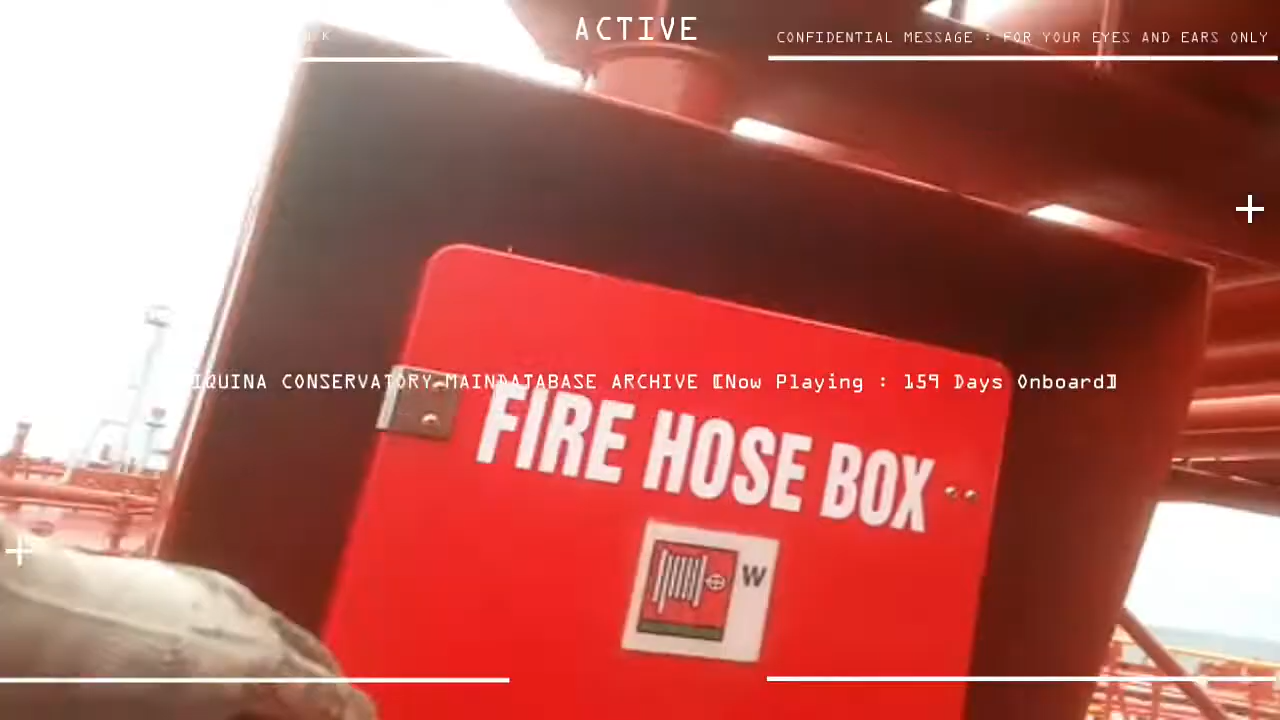 ACTIVE
CONFIDENTIAL MESSAGE : FOR YOUR EYES AND EARS ONLY
IQUINA CONSERVATORY MAINDATABASE ARCHIVE [Now Playing : 159 Days Onboard]
FIRE HOSE BOX
W